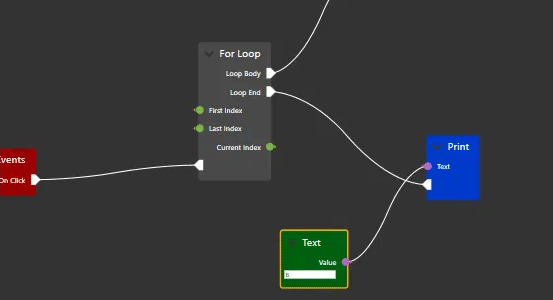 For Loop
Loop Body
Loop End
First Index
Last Index
Current Index
Events
On Click
Print
Text
Text
Value